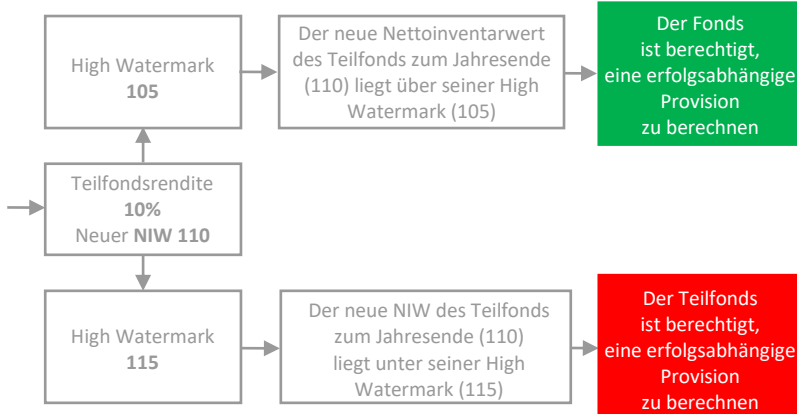 High Watermark
105
Der neue Nettoinventarwert
des Teilfonds zum Jahresende
(110) liegt über seiner High
Watermark (105)
Der Fonds
ist berechtigt,
eine erfolgsabhängige
Provision
zu berechnen
Teilfondsrendite
10%
Neuer NIW 110
High Watermark
115
Der neue NIW des Teilfonds
zum Jahresende (110)
liegt unter seiner High
Watermark (115)
Der Teilfonds
ist berechtigt,
eine erfolgsabhängige
Provision
zu berechnen